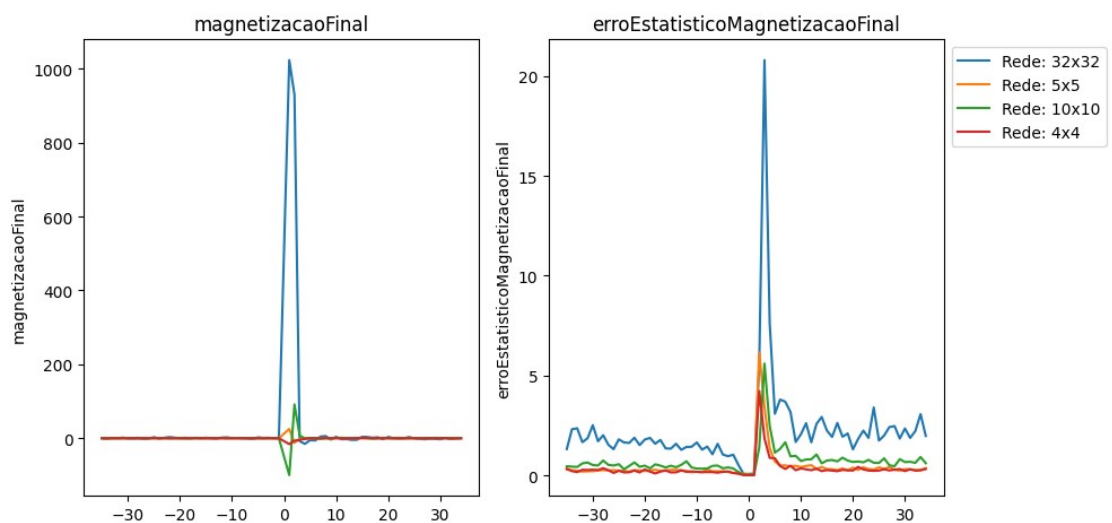 magnetizacaoFinal
magnetizacaoFinal
1000
800
600
400
200
0
−30 −20 −10 0 10 20 30
erroEstatisticoMagnetizacaoFinal
erroEstatisticoMagnetizacaoFinal
20
15
10
5
0
−30 −20 −10 0 10 20 30
Rede: 32x32
Rede: 5x5
Rede: 10x10
Rede: 4x4